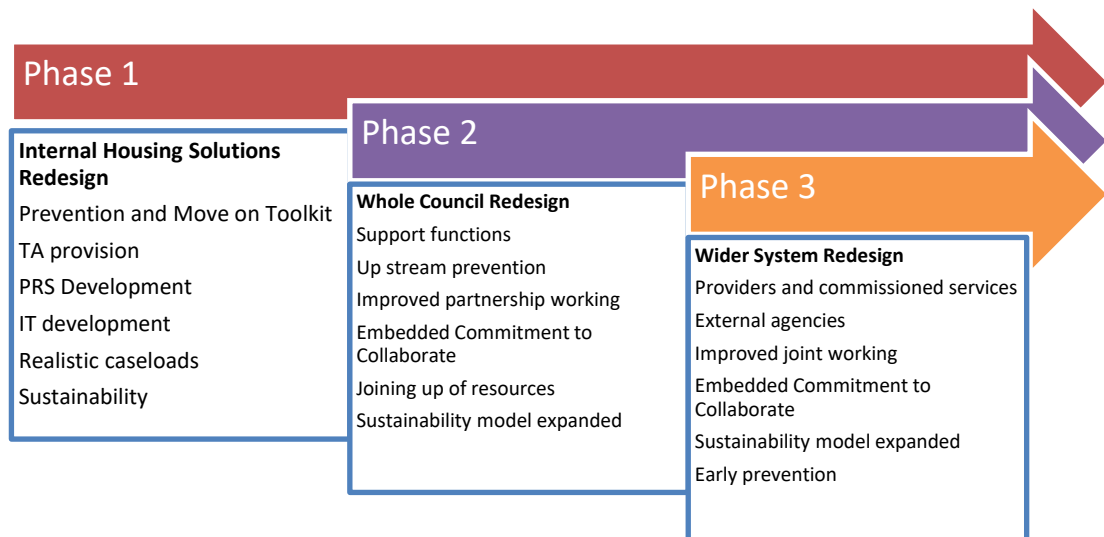 Phase 1
Internal Housing Solutions
Redesign
Prevention and Move on Toolkit
TA provision
PRS Development
IT development
Realistic caseloads
Sustainability
Phase 2
Whole Council Redesign
Support functions
Up stream prevention
Improved partnership working
Embedded Commitment to
Collaborate
Joining up of resources
Sustainability model expanded
Phase 3
Wider System Redesign
Providers and commissioned services
External agencies
Improved joint working
Embedded Commitment to
Collaborate
Sustainability model expanded
Early prevention